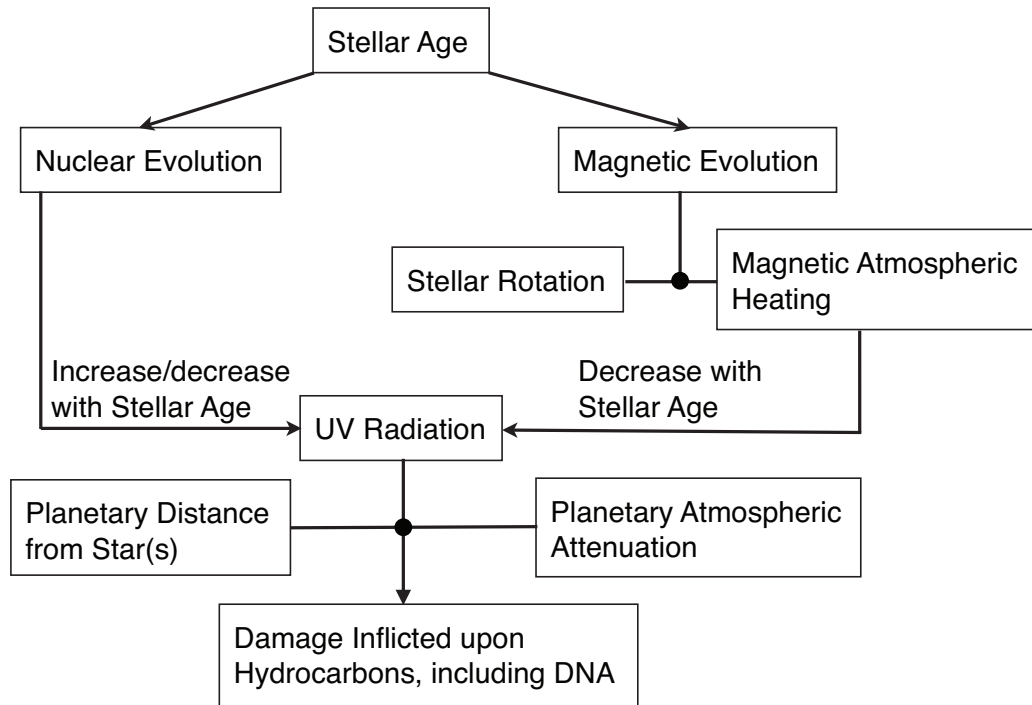 Stellar Age
Nuclear Evolution
Magnetic Evolution
Stellar Rotation
Magnetic Atmospheric
Heating
Increase/decrease
with Stellar Age
Decrease with
Stellar Age
UV Radiation
Planetary Distance
from Star(s)
Planetary Atmospheric
Attenuation
Damage Inflicted upon
Hydrocarbons, including DNA